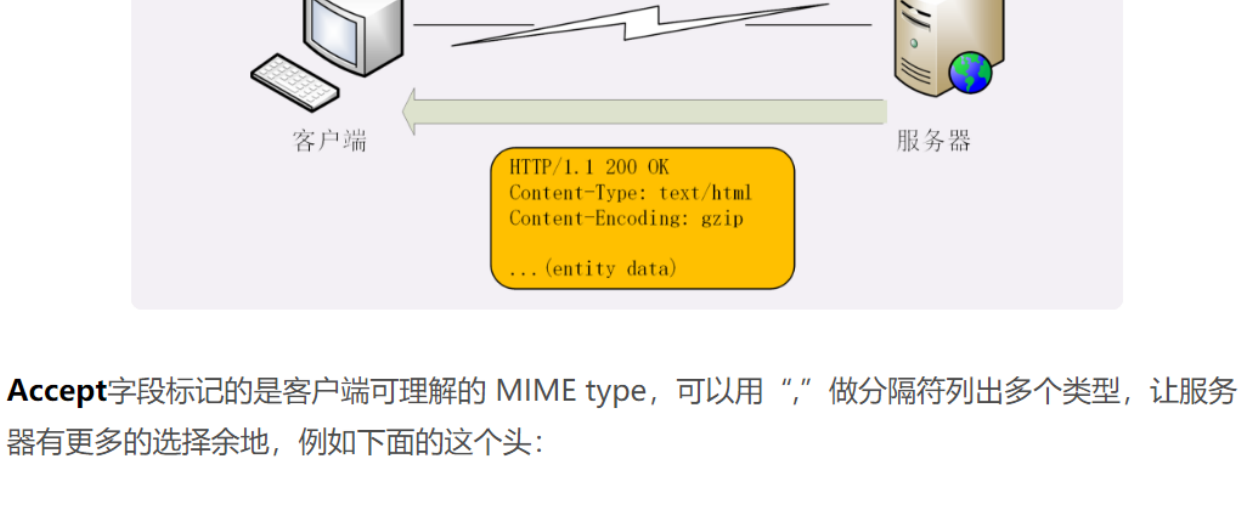 客户端
服务器
HTTP/1.1 200 OK
Content-Type: text/html
Content-Encoding: gzip
...(entity data)
Accept字段标记的是客户端可理解的 MIME type，可以用“,”做分隔符列出多个类型，让服务
器有更多的选择余地，例如下面的这个头：